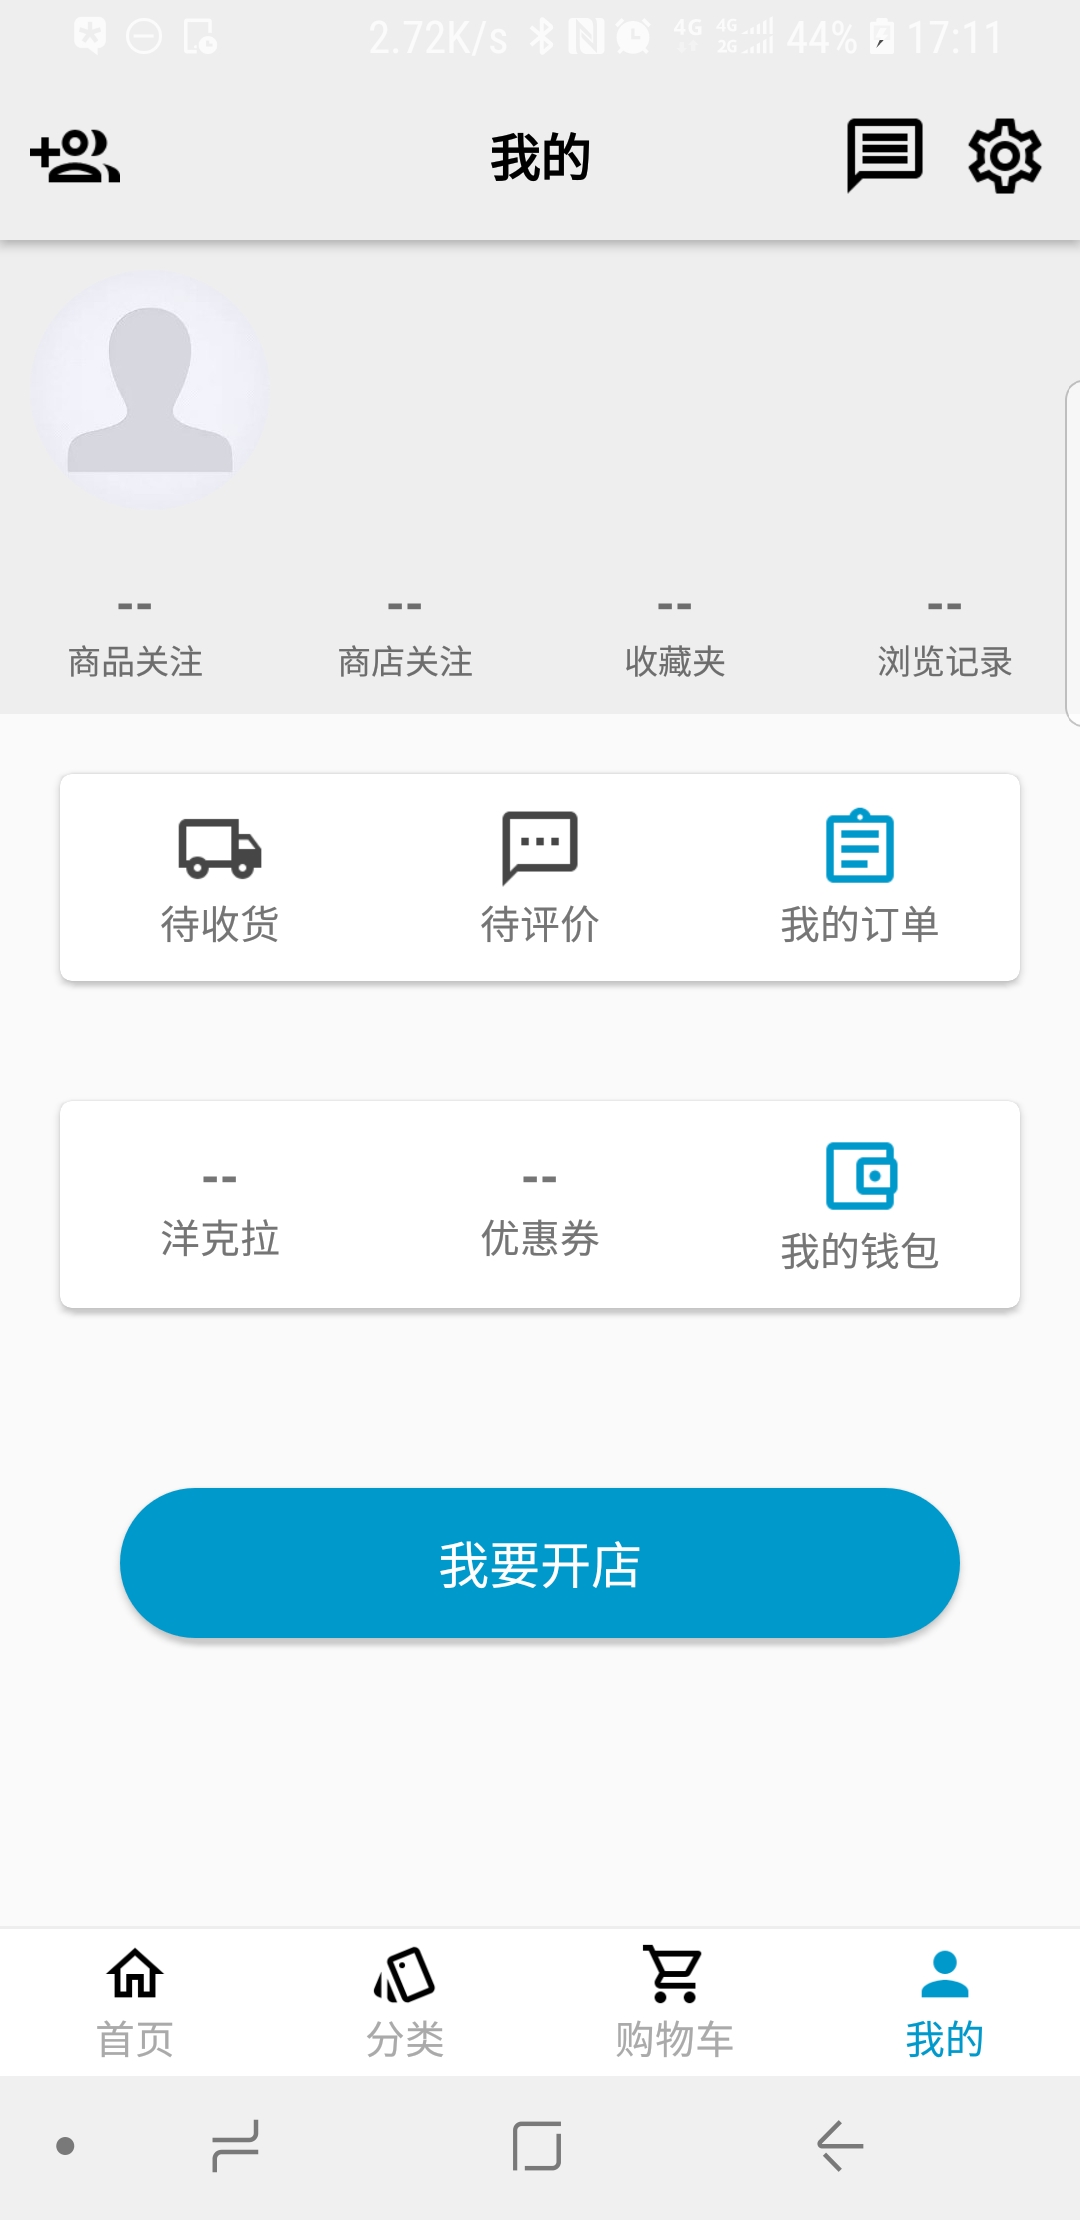 2.72K/s 4G 4G 2G 44% 17:11
我的
-- -- -- --
商品关注 商店关注 收藏夹 浏览记录
待收货 待评价 我的订单
-- --
洋克拉 优惠券 我的钱包
我要开店
首页 分类 购物车 我的